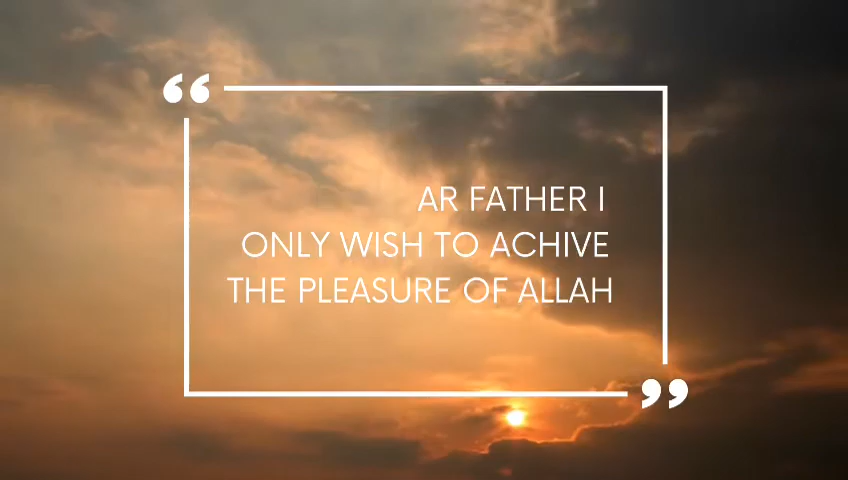 AR FATHER I
ONLY WISH TO ACHIVE
THE PLEASURE OF ALLAH